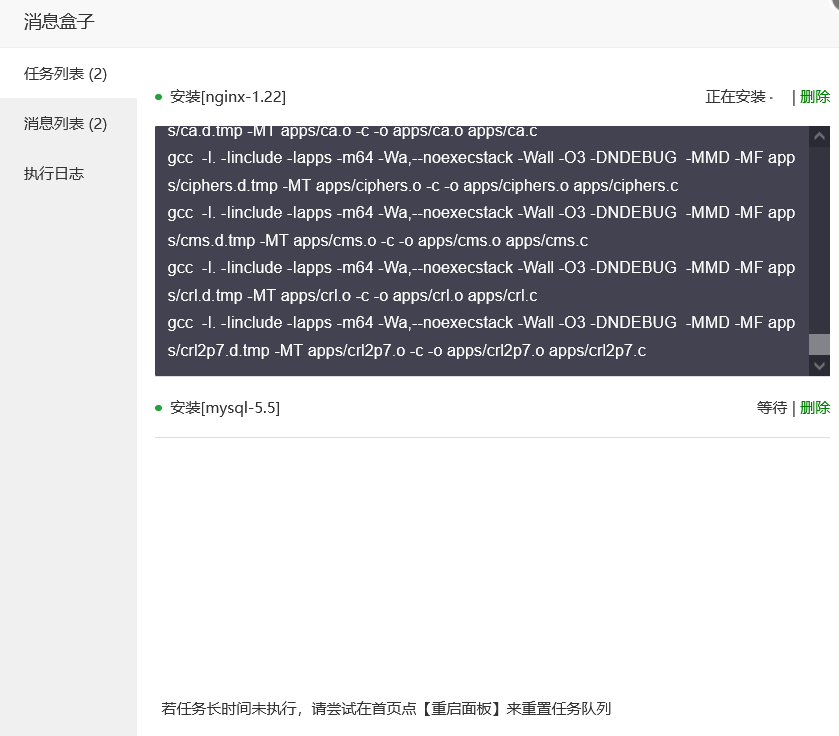 消息盒子
任务列表 (2)
消息列表 (2)
执行日志
安装[nginx-1.22]
正在安装· | 删除
s/ca.d.tmp -MT apps/ca.o -c -o apps/ca.o apps/ca.c
gcc  -I. -Iinclude -Iapps -m64 -Wa,--noexecstack -Wall -O3 -DNDEBUG  -MMD -MF app
s/ciphers.d.tmp -MT apps/ciphers.o -c -o apps/ciphers.o apps/ciphers.c
gcc  -I. -Iinclude -Iapps -m64 -Wa,--noexecstack -Wall -O3 -DNDEBUG  -MMD -MF app
s/cms.d.tmp -MT apps/cms.o -c -o apps/cms.o apps/cms.c
gcc  -I. -Iinclude -Iapps -m64 -Wa,--noexecstack -Wall -O3 -DNDEBUG  -MMD -MF app
s/crl.d.tmp -MT apps/crl.o -c -o apps/crl.o apps/crl.c
gcc  -I. -Iinclude -Iapps -m64 -Wa,--noexecstack -Wall -O3 -DNDEBUG  -MMD -MF app
s/crl2p7.d.tmp -MT apps/crl2p7.o -c -o apps/crl2p7.o apps/crl2p7.c
安装[mysql-5.5]
等待 | 删除
若任务长时间未执行，请尝试在首页点【重启面板】来重置任务队列